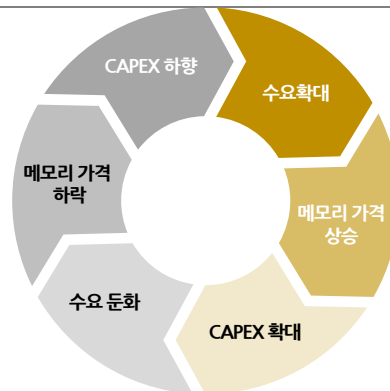 CAPEX 하향
수요확대
메모리 가격
하락
메모리 가격
상승
수요 둔화
CAPEX 확대